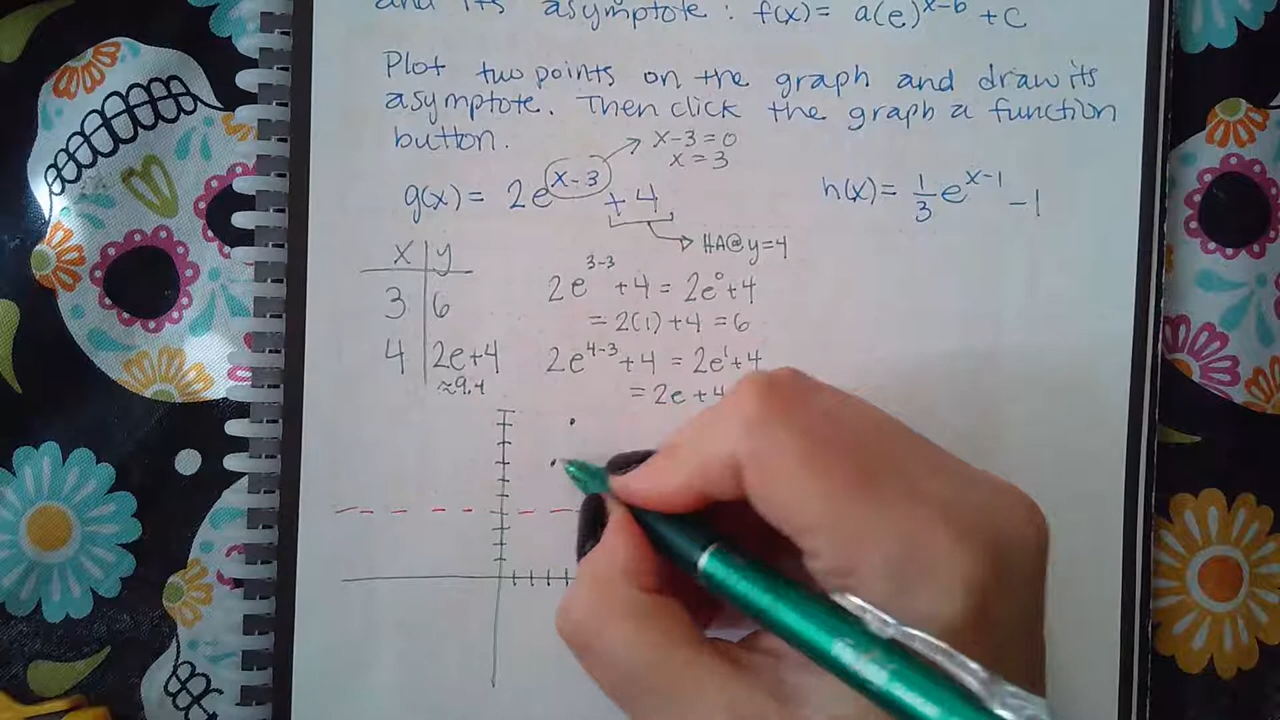 and its asymptote : f(x) = a(e)^x-b + c
Plot two points on the graph and draw its
asymptote. Then click the graph a function
button.
x-3=0
x=3
g(x) = 2e^x-3 + 4
h(x) = 1/3 e^x-1 - 1
HA@y=4
x y
3 6
4 2e+4
≈9.4
2e^3-3 + 4 = 2e^0 + 4
= 2(1) + 4 = 6
2e^4-3 + 4 = 2e^1 + 4
= 2e + 4